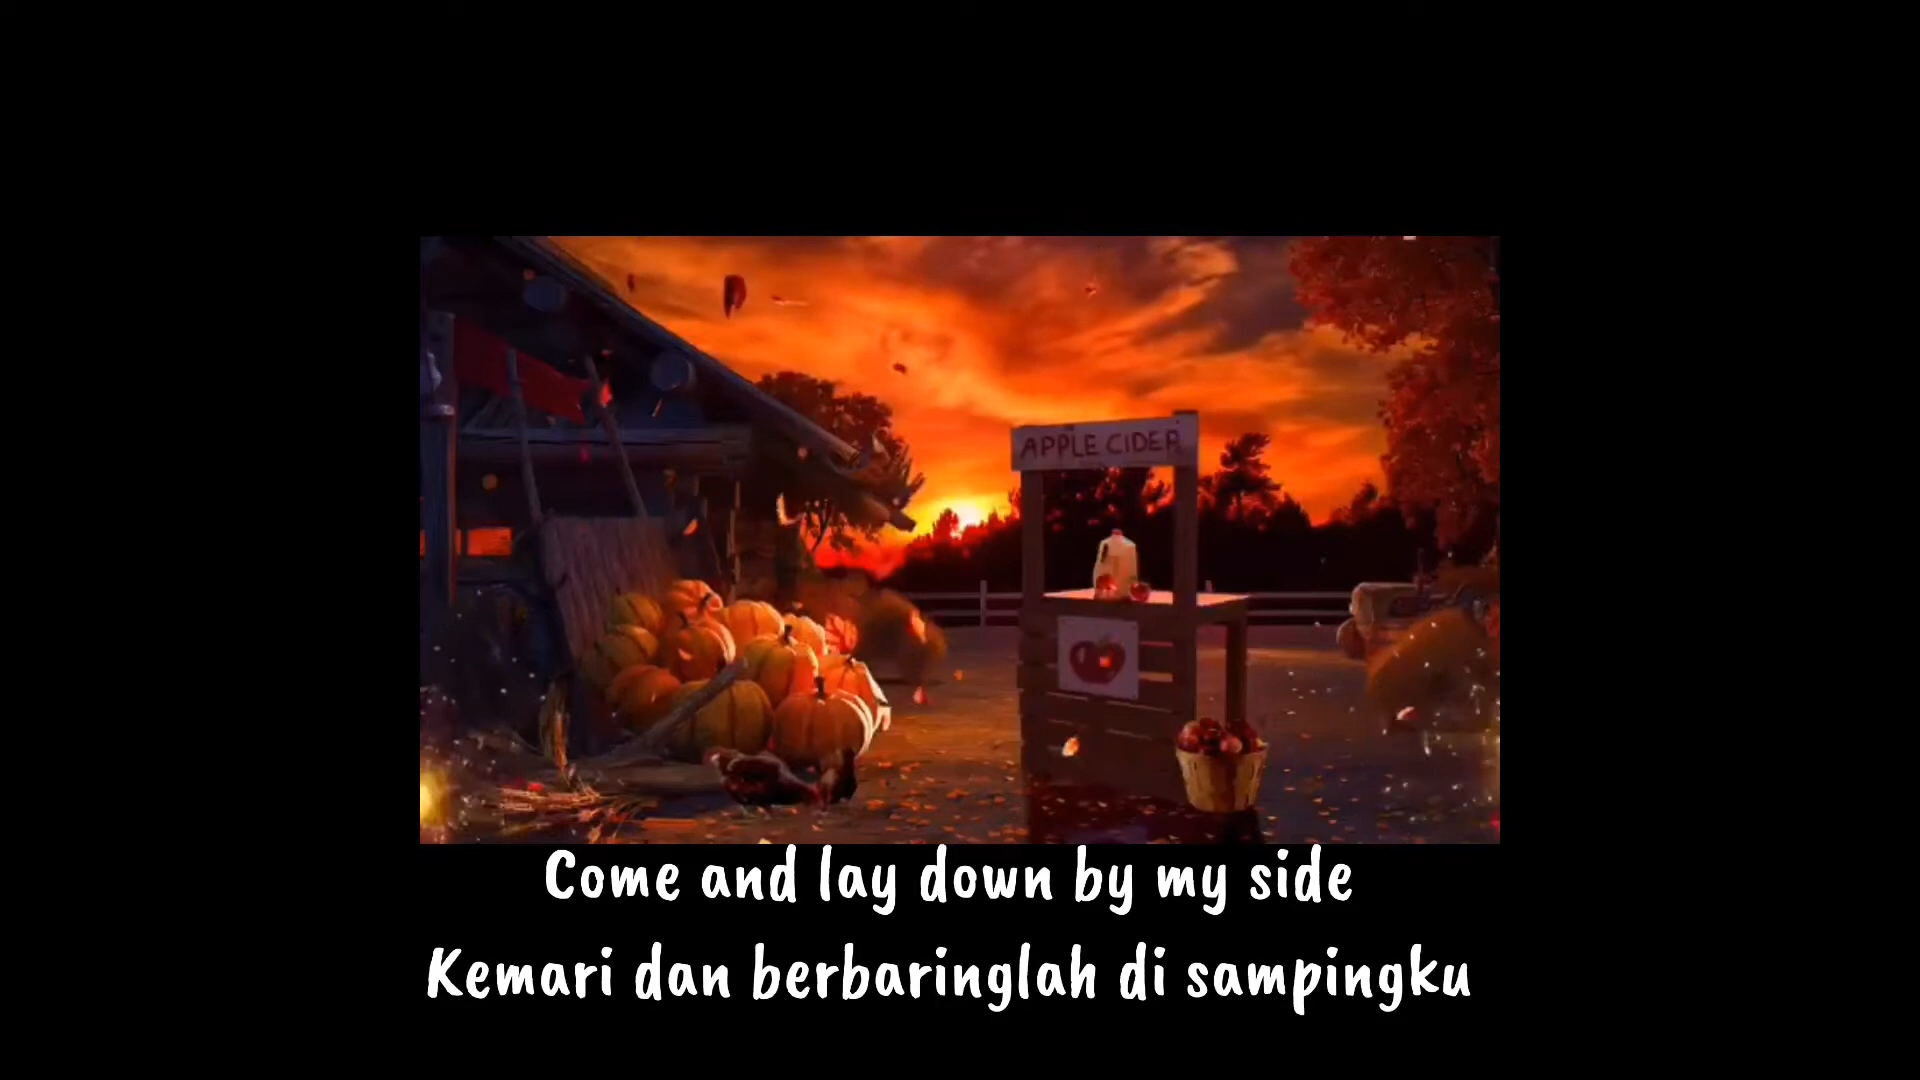 APPLE CIDER
Come and lay down by my side
Kemari dan berbaringlah di sampingku